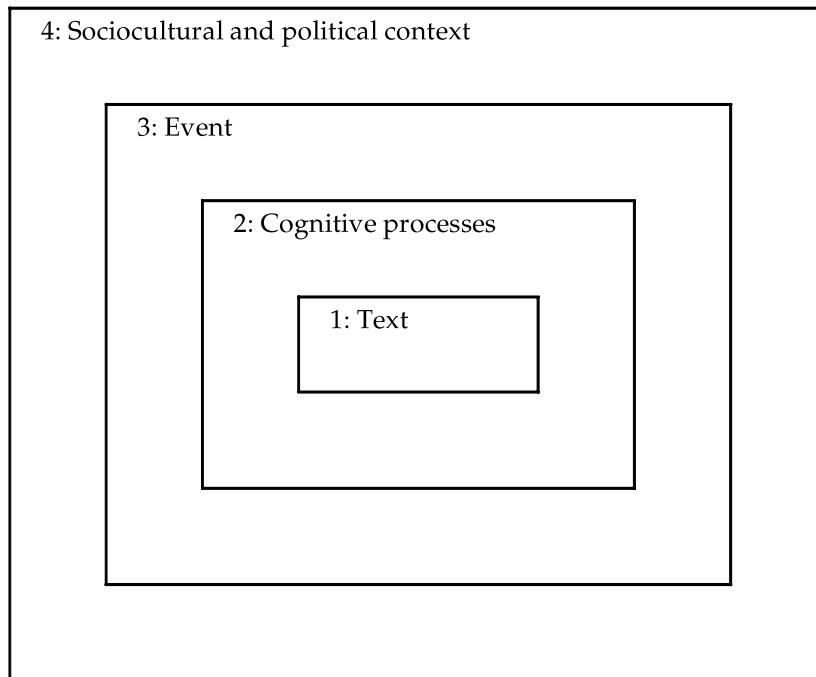 4: Sociocultural and political context
3: Event
2: Cognitive processes
1: Text